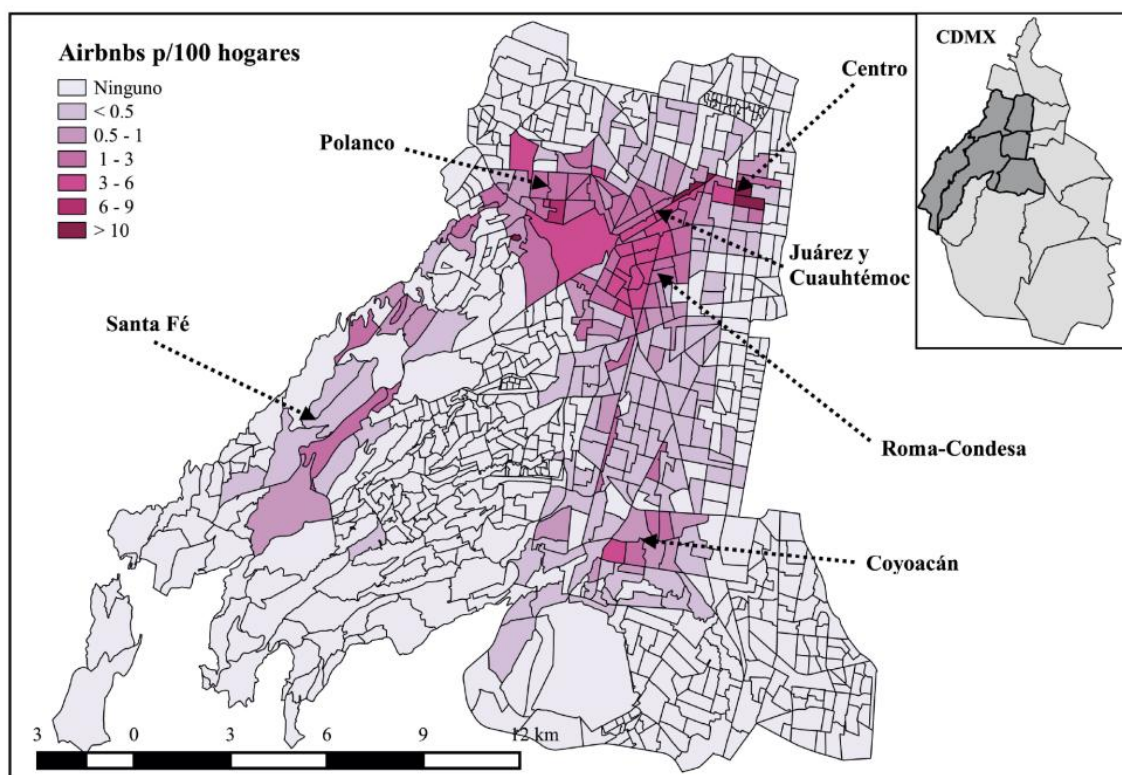 Airbnbs p/100 hogares
Ninguno
< 0.5
0.5 - 1
1 - 3
3 - 6
6 - 9
> 10
CDMX
Centro
Polanco
Juárez y
Cuauhtémoc
Santa Fé
Roma-Condesa
Coyoacán
3 0 3 6 9 12 km